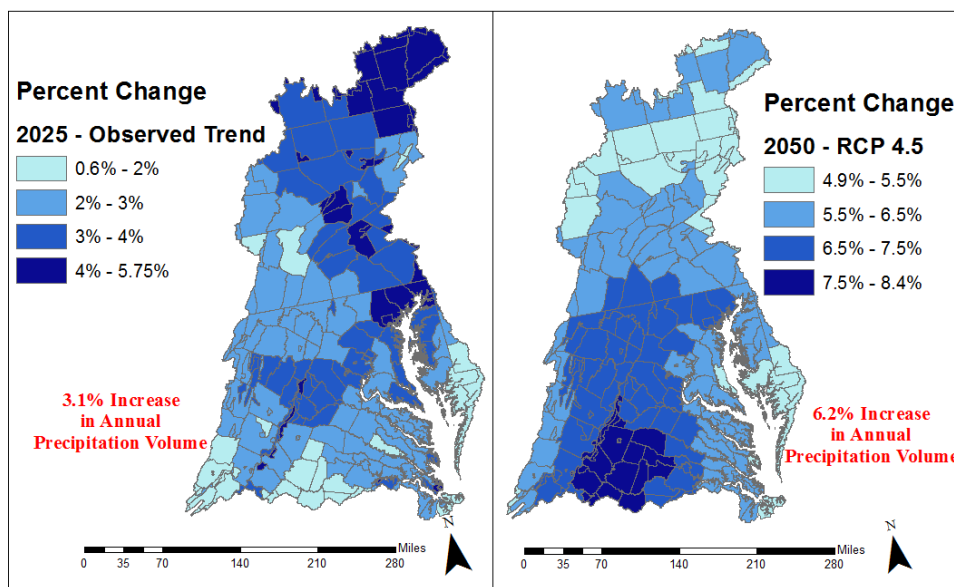 Percent Change
2025 - Observed Trend
0.6% - 2%
2% - 3%
3% - 4%
4% - 5.75%
3.1% Increase
in Annual
Precipitation Volume
N
Miles
0 35 70 140 210 280
Percent Change
2050 - RCP 4.5
4.9% - 5.5%
5.5% - 6.5%
6.5% - 7.5%
7.5% - 8.4%
6.2% Increase
in Annual
Precipitation Volume
N
Miles
0 35 70 140 210 280